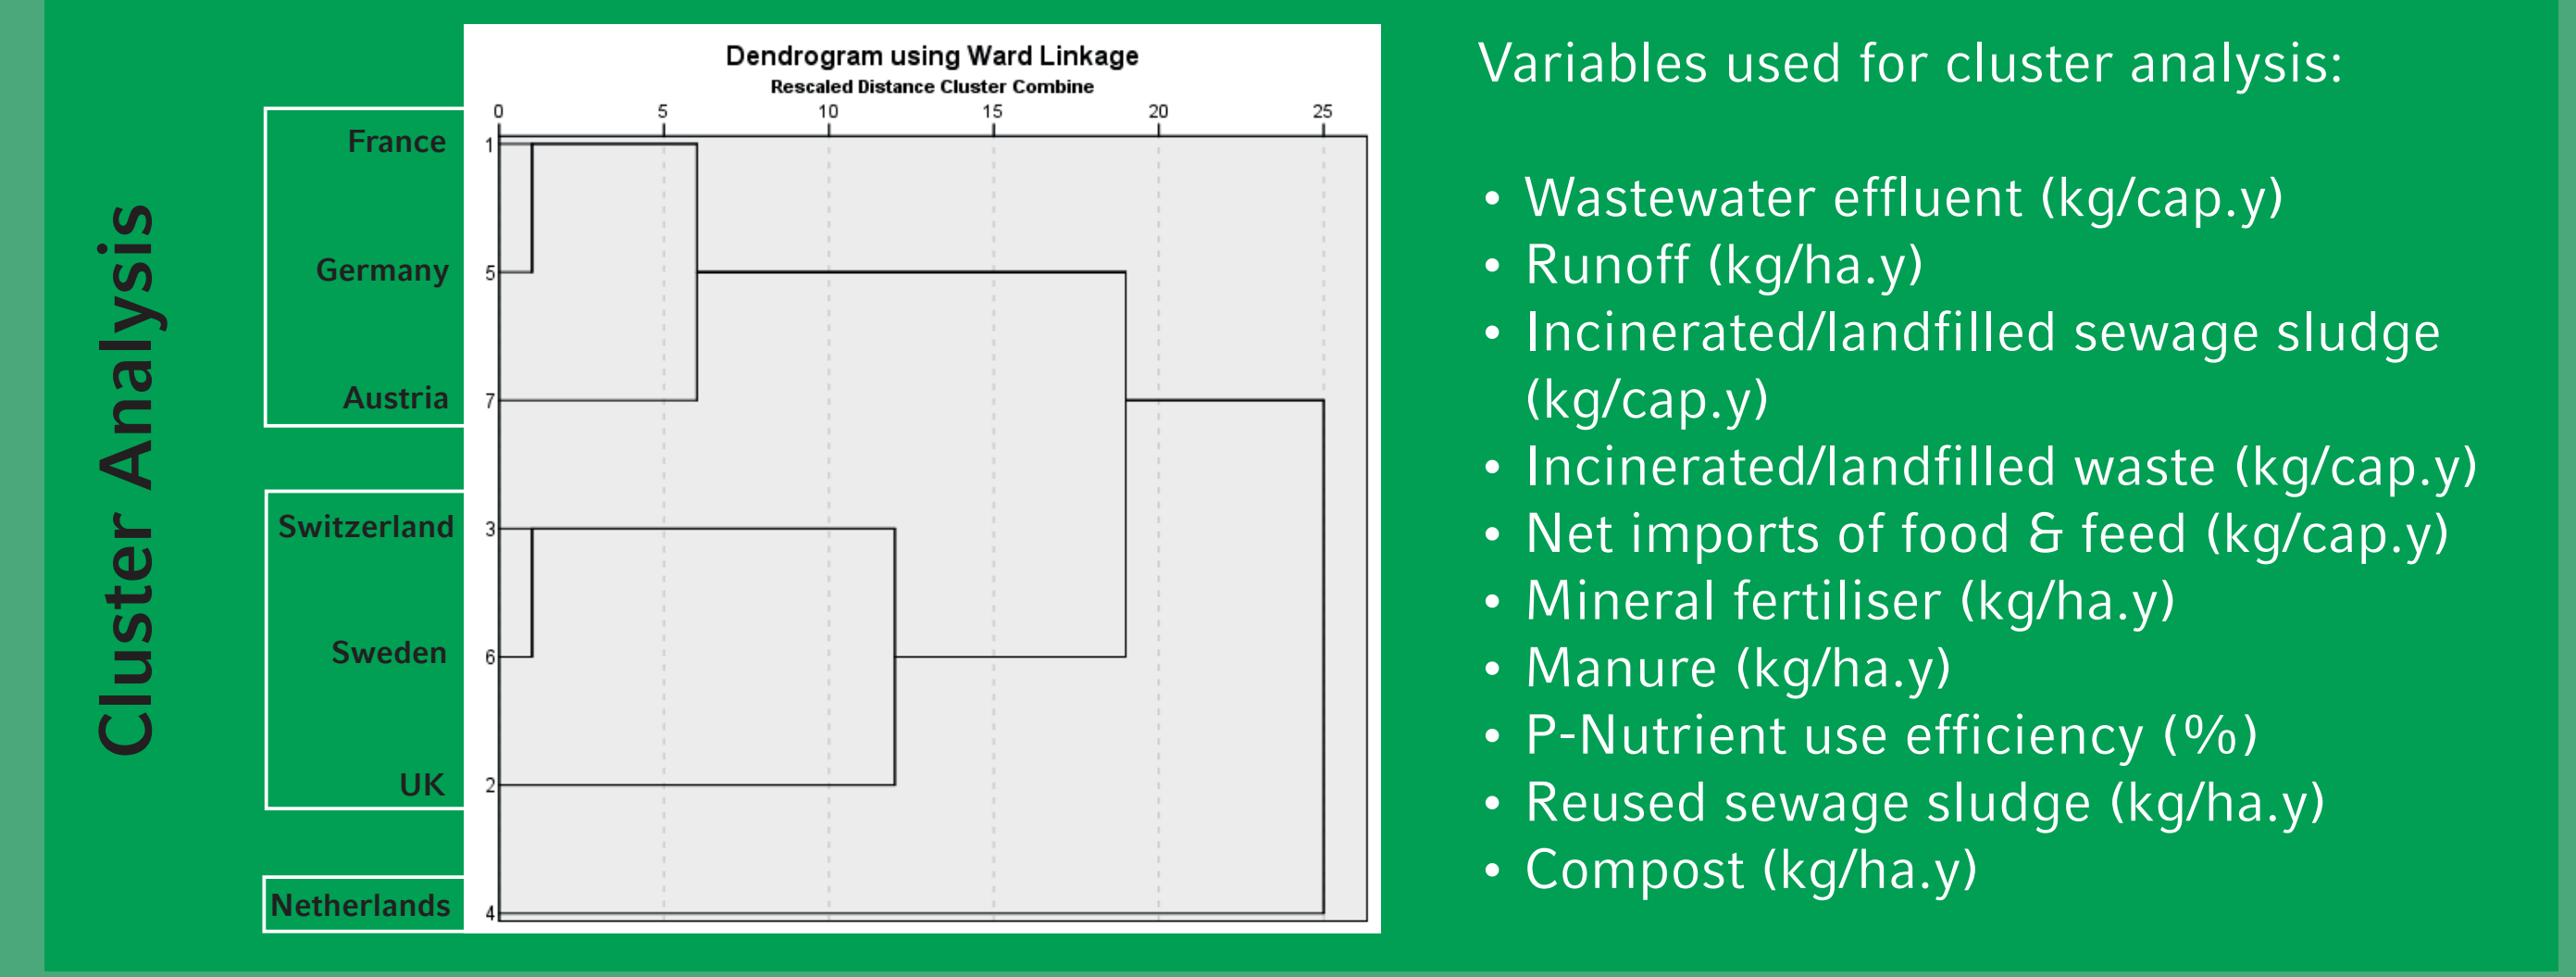 Cluster Analysis
Dendrogram using Ward Linkage
Rescaled Distance Cluster Combine
0 5 10 15 20 25
France 1
Germany 5
Austria 7
Switzerland 3
Sweden 6
UK 2
Netherlands 4
Variables used for cluster analysis:
• Wastewater effluent (kg/cap.y)
• Runoff (kg/ha.y)
• Incinerated/landfilled sewage sludge
(kg/cap.y)
• Incinerated/landfilled waste (kg/cap.y)
• Net imports of food & feed (kg/cap.y)
• Mineral fertiliser (kg/ha.y)
• Manure (kg/ha.y)
• P-Nutrient use efficiency (%)
• Reused sewage sludge (kg/ha.y)
• Compost (kg/ha.y)